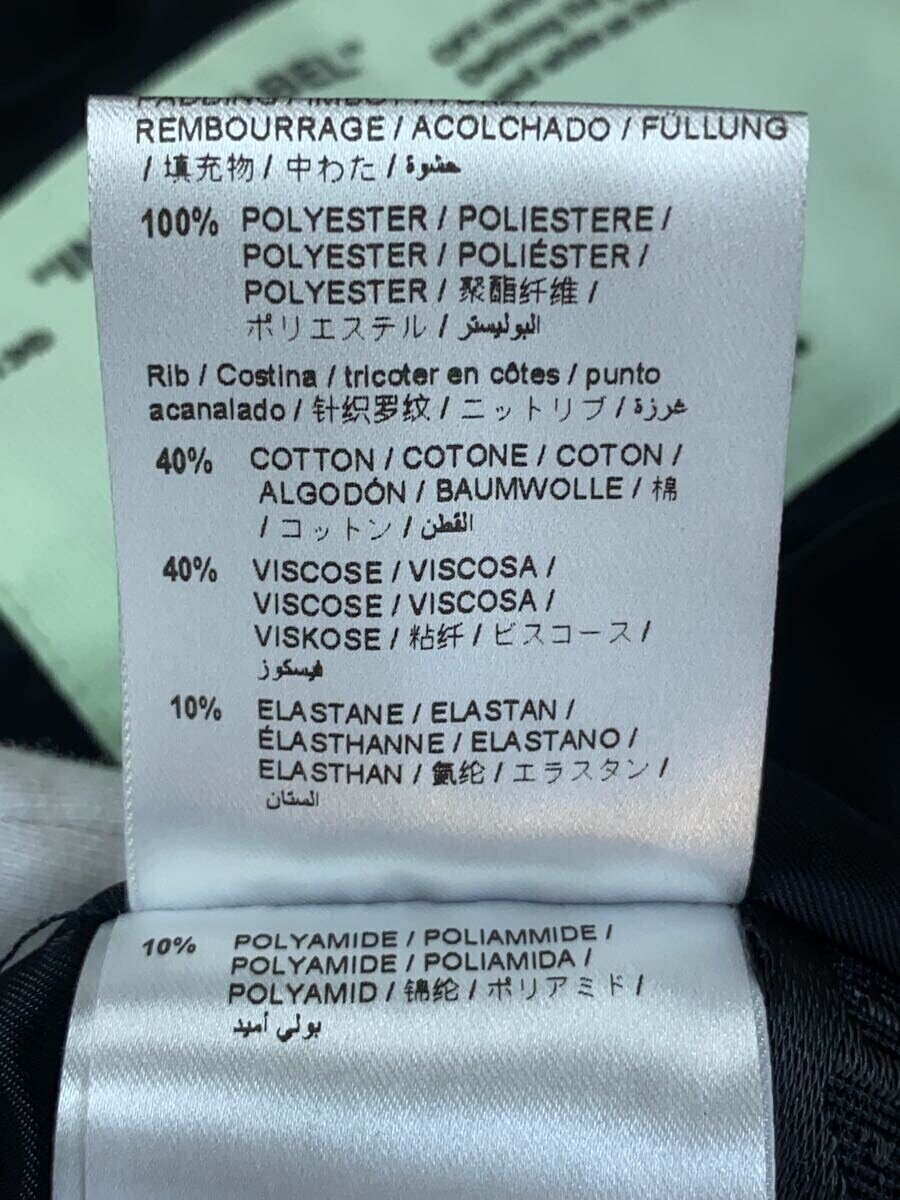 REMBOURRAGE / ACOLCHADO / FÜLLUNG
/ 填充物 / 中わた / حشوة
100% POLYESTER / POLIESTERE /
POLYESTER / POLIÉSTER /
POLYESTER / 聚酯纤维 /
ポリエステル / البوليستر
Rib / Costina / tricoter en côtes / punto
acanalado / 针织罗纹 / ニットリブ / غرزة
40% COTTON / COTONE / COTON /
ALGODÓN / BAUMWOLLE / 棉
/ コットン / القطن
40% VISCOSE / VISCOSA /
VISCOSE / VISCOSA /
VISKOSE / 粘纤 / ビスコース /
فيسكوز
10% ELASTANE / ELASTAN /
ÉLASTHANNE / ELASTANO /
ELASTHAN / 氨纶 / エラスタン /
الستان
10% POLYAMIDE / POLIAMMIDE /
POLYAMIDE / POLIAMIDA /
POLYAMID / 锦纶 / ポリアミド /
بولي أميد